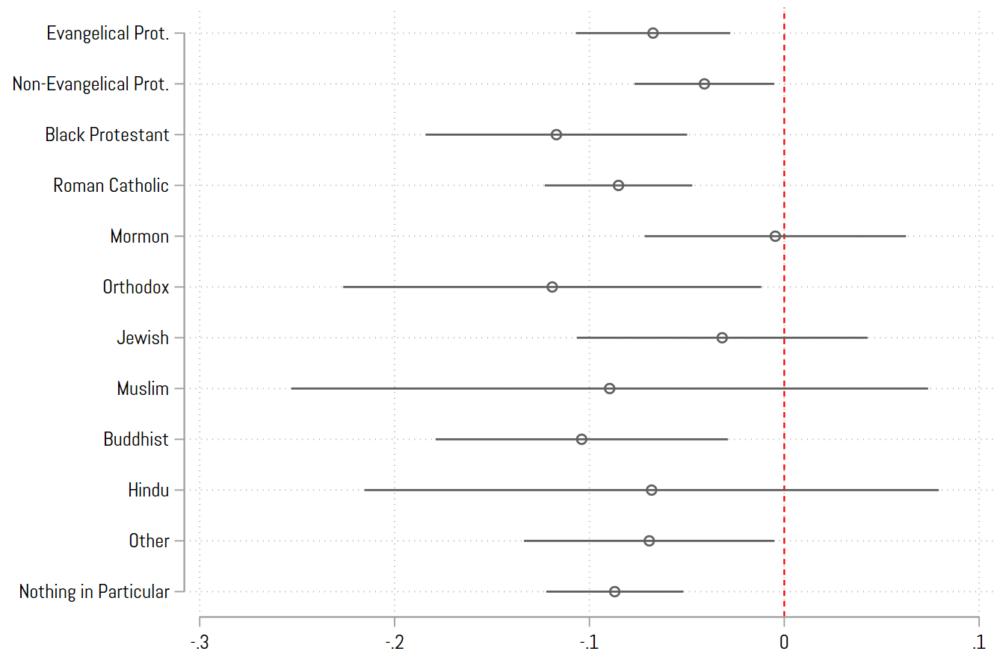 Evangelical Prot.
Non-Evangelical Prot.
Black Protestant
Roman Catholic
Mormon
Orthodox
Jewish
Muslim
Buddhist
Hindu
Other
Nothing in Particular
-.3 -.2 -.1 0 .1